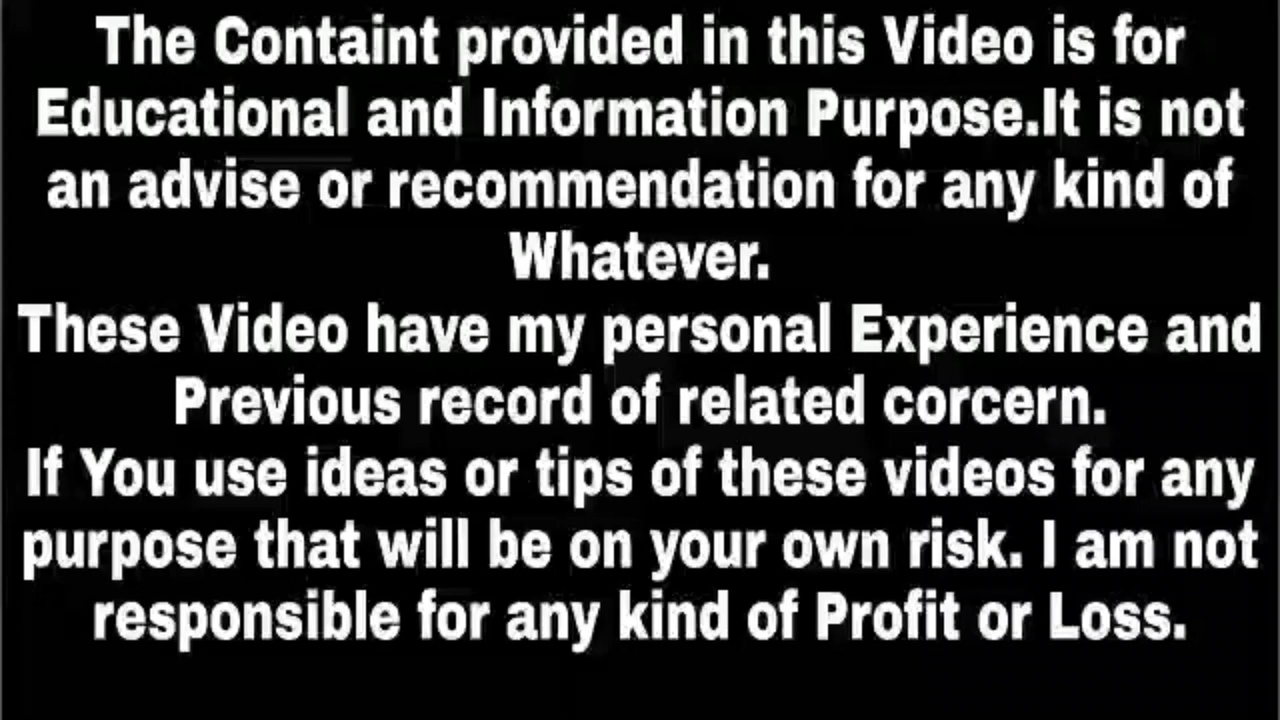 The Containt provided in this Video is for
Educational and Information Purpose.It is not
an advise or recommendation for any kind of
Whatever.
These Video have my personal Experience and
Previous record of related corcern.
If You use ideas or tips of these videos for any
purpose that will be on your own risk. I am not
responsible for any kind of Profit or Loss.